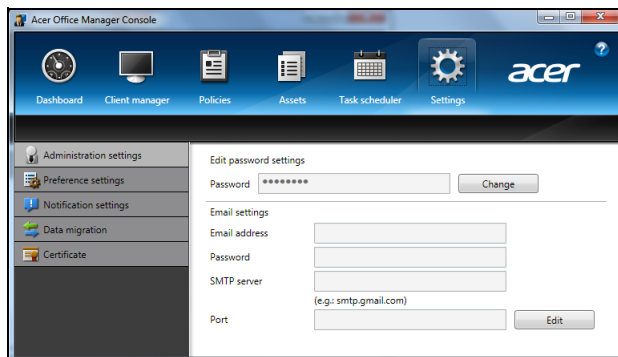 Acer Office Manager Console
?
Dashboard Client manager Policies Assets Task scheduler Settings acer
Administration settings
Preference settings
Notification settings
Data migration
Certificate
Edit password settings
Password ******** Change
Email settings
Email address
Password
SMTP server
(e.g.: smtp.gmail.com)
Port Edit